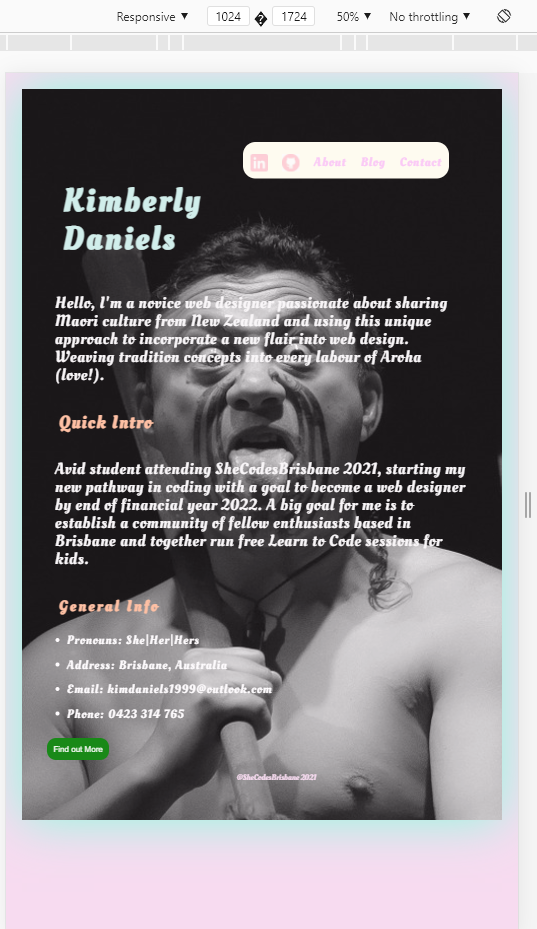 Responsive ▼ 1024 � 1724 50% ▼ No throttling ▼
in About Blog Contact
Kimberly
Daniels
Hello, I'm a novice web designer passionate about sharing
Maori culture from New Zealand and using this unique
approach to incorporate a new flair into web design.
Weaving tradition concepts into every labour of Aroha
(love!).
Quick Intro
Avid student attending SheCodesBrisbane 2021, starting my
new pathway in coding with a goal to become a web designer
by end of financial year 2022. A big goal for me is to
establish a community of fellow enthusiasts based in
Brisbane and together run free Learn to Code sessions for
kids.
General Info
• Pronouns: She|Her|Hers
• Address: Brisbane, Australia
• Email: kimdaniels1999@outlook.com
• Phone: 0423 314 765
Find out More
@SheCodesBrisbane 2021